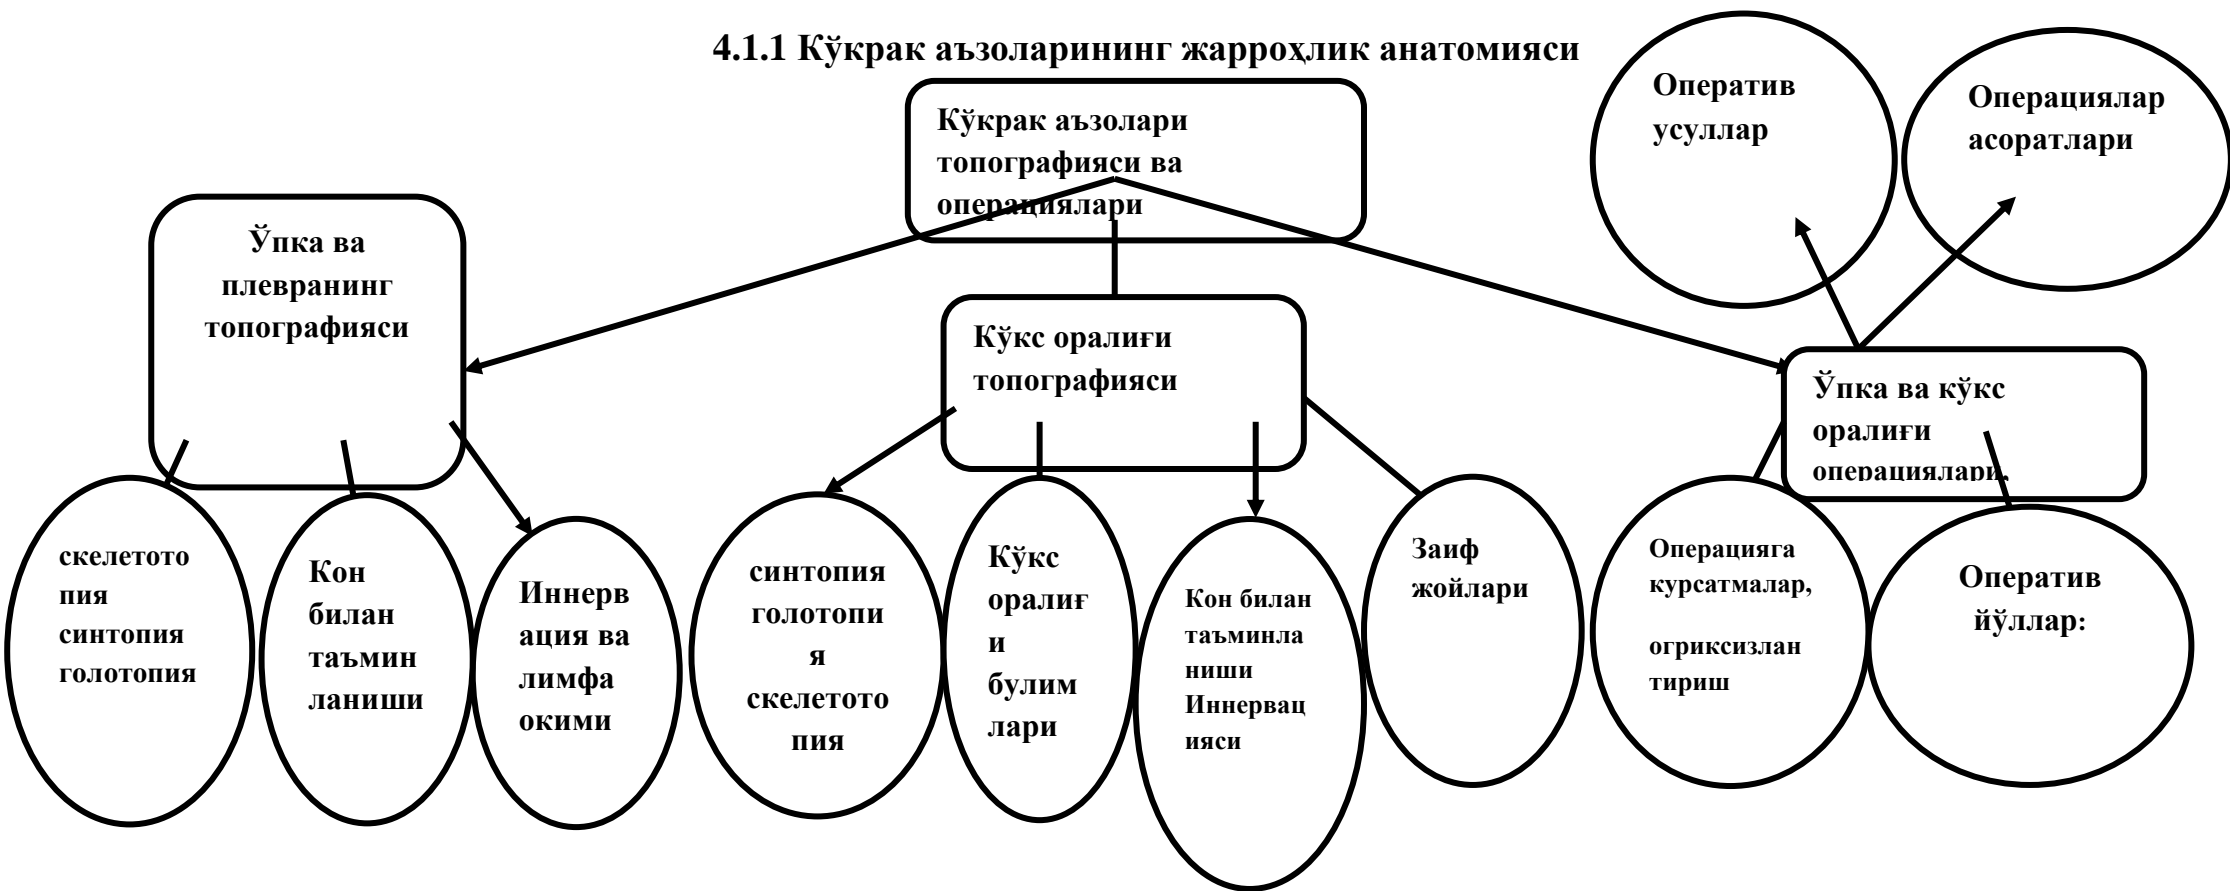 4.1.1 Кўкрак аъзоларининг жарроҳлик анатомияси
Кўкрак аъзолари
топографияси ва
операциялари
Оператив
усуллар
Операциялар
асоратлари
Ўпка ва
плевранинг
топографияси
Кўкс оралиғи
топографияси
Ўпка ва кўкс
оралиғи
операциялари,
скелетото
пия
синтопия
голотопия
Кон
билан
таъмин
ланиши
Иннерв
ация ва
лимфа
окими
синтопия
голотопи
я
скелетото
пия
Кўкс
оралиғ
и
булим
лари
Кон билан
таъминла
ниши
Иннервац
ияси
Заиф
жойлари
Операцияга
курсатмалар,
огриксизлан
тириш
Оператив
йўллар: